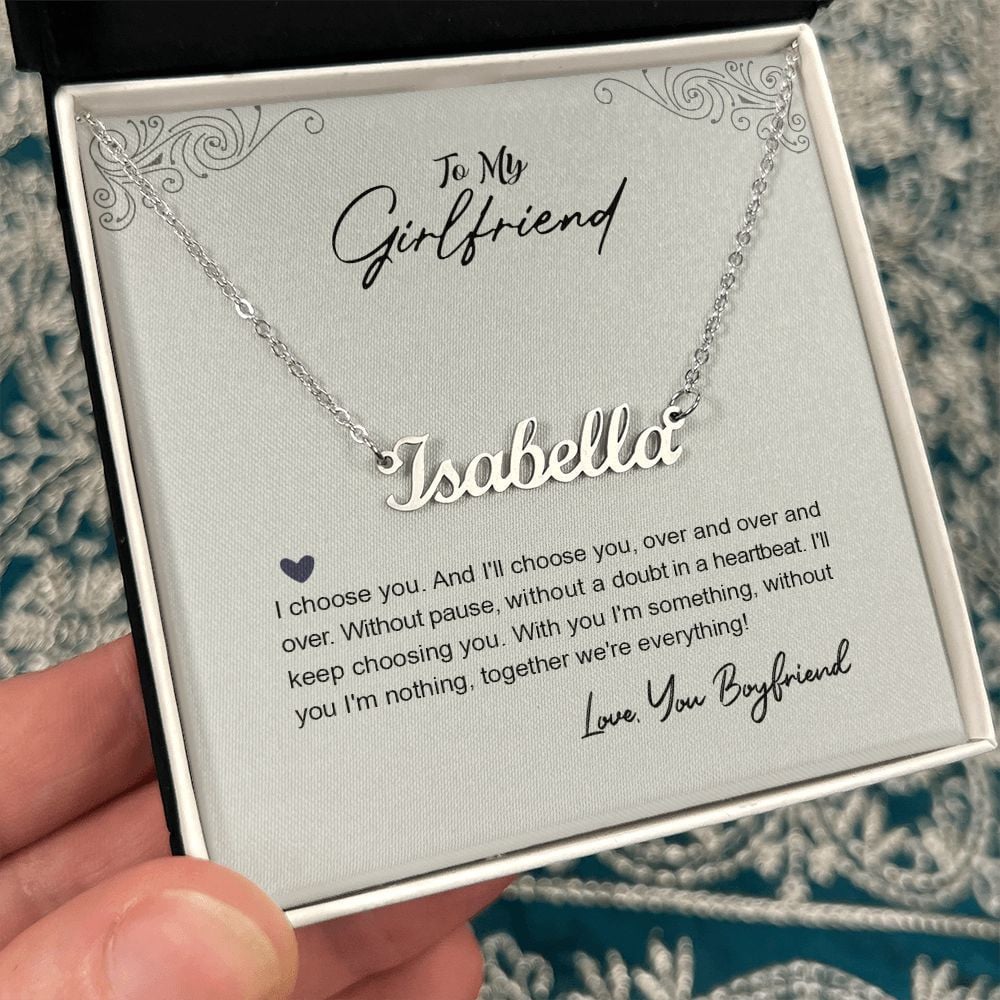 To My
Girlfriend
Isabella
I choose you. And I'll choose you, over and over and
over. Without pause, without a doubt in a heartbeat. I'll
keep choosing you. With you I'm something, without
you I'm nothing, together we're everything!
Love, You Boyfriend